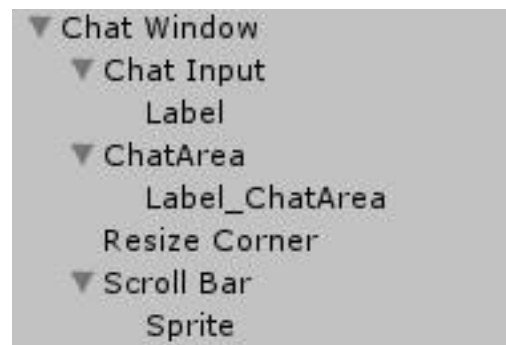 Chat Window
Chat Input
Label
ChatArea
Label_ChatArea
Resize Corner
Scroll Bar
Sprite